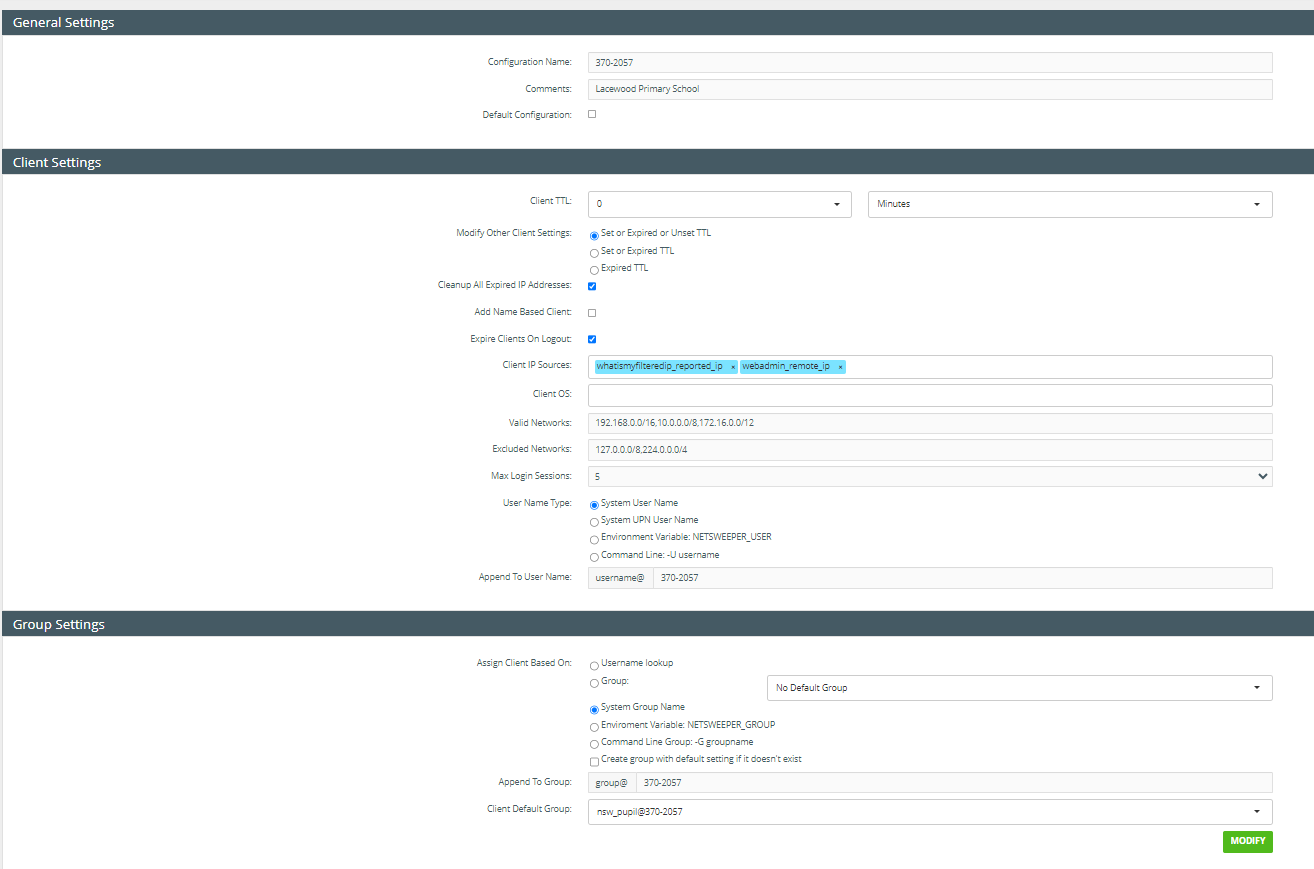 General Settings
Configuration Name: 370-2057
Comments: Lacewood Primary School
Default Configuration:
Client Settings
Client TTL: 0 Minutes
Modify Other Client Settings: Set or Expired or Unset TTL
Set or Expired TTL
Expired TTL
Cleanup All Expired IP Addresses:
Add Name Based Client:
Expire Clients On Logout:
Client IP Sources: whatismyfilteredip_reported_ip × webadmin_remote_ip ×
Client OS:
Valid Networks: 192.168.0.0/16,10.0.0.0/8,172.16.0.0/12
Excluded Networks: 127.0.0.0/8,224.0.0.0/4
Max Login Sessions: 5
User Name Type: System User Name
System UPN User Name
Environment Variable: NETSWEEPER_USER
Command Line: -U username
Append To User Name: username@ 370-2057
Group Settings
Assign Client Based On: Username lookup
Group: No Default Group
System Group Name
Enviroment Variable: NETSWEEPER_GROUP
Command Line Group: -G groupname
Create group with default setting if it doesn't exist
Append To Group: group@ 370-2057
Client Default Group: nsw_pupil@370-2057
MODIFY